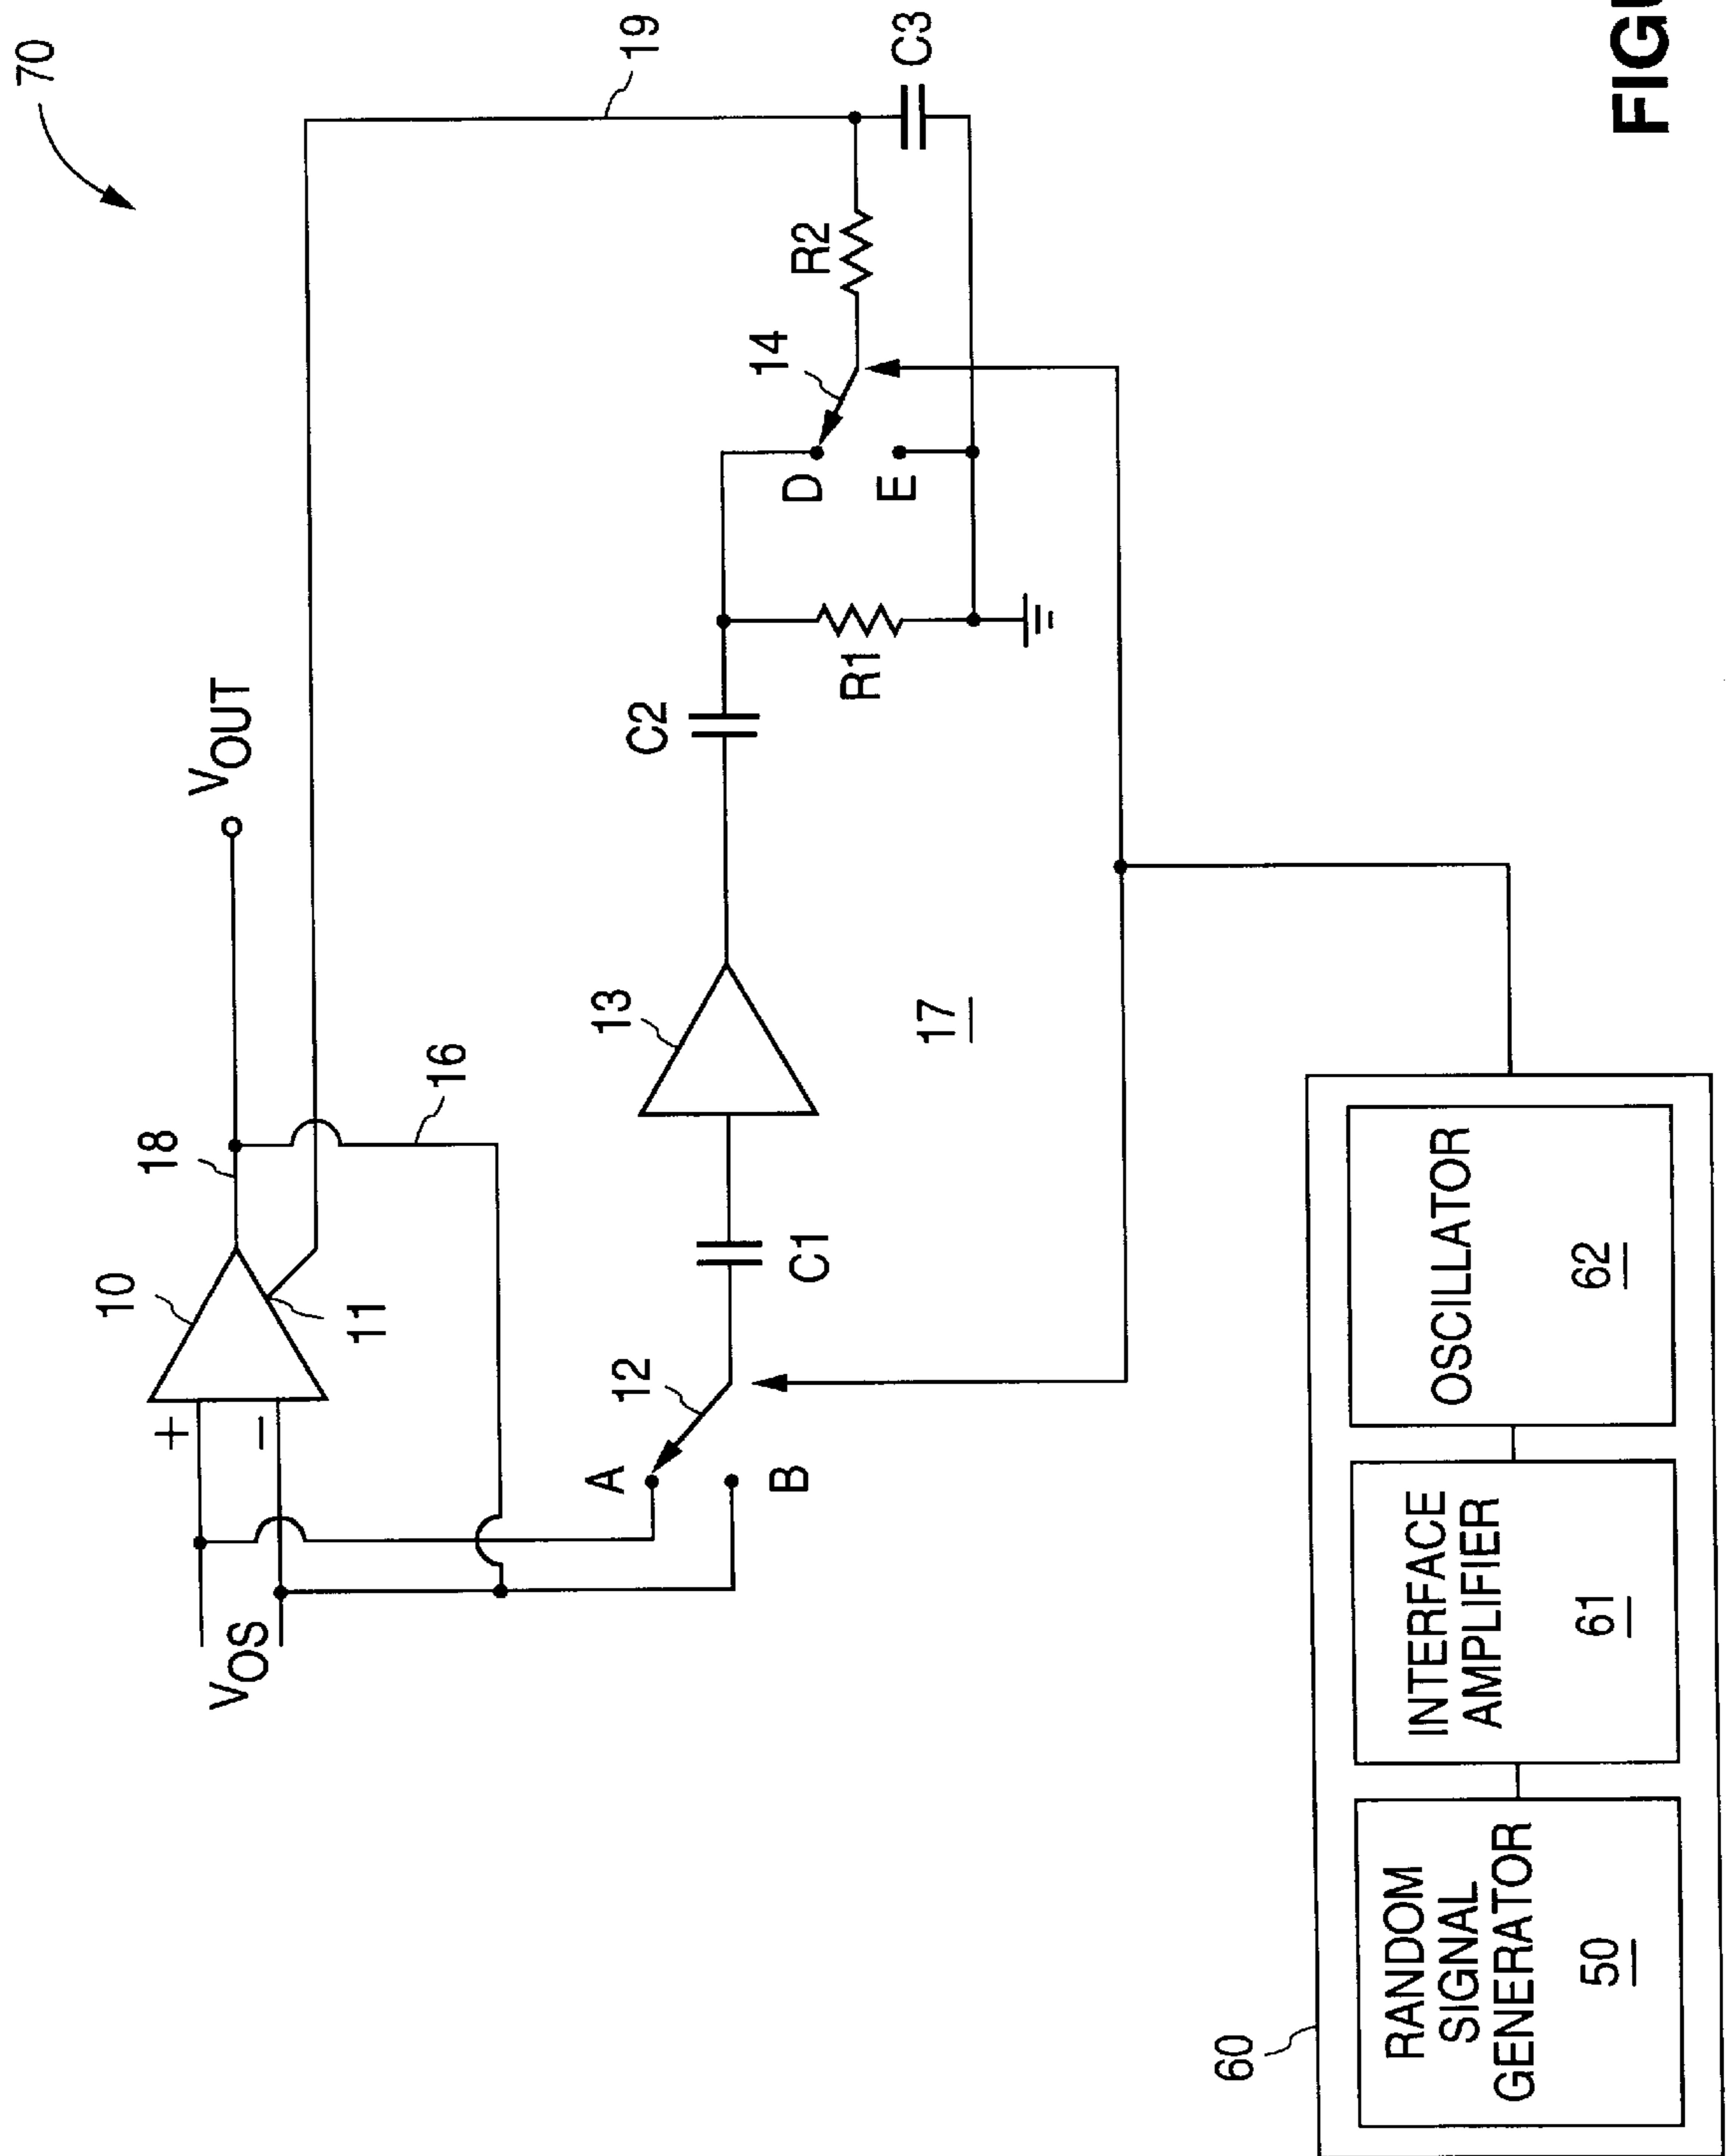 70
19
C3
R2
14
D
E
R1
C2
VOUT
18
16
10
11
+
−
VOS
13
17
C1
12
A
B
60
RANDOM
SIGNAL
GENERATOR
50
INTERFACE
AMPLIFIER
61
OSCILLATOR
62